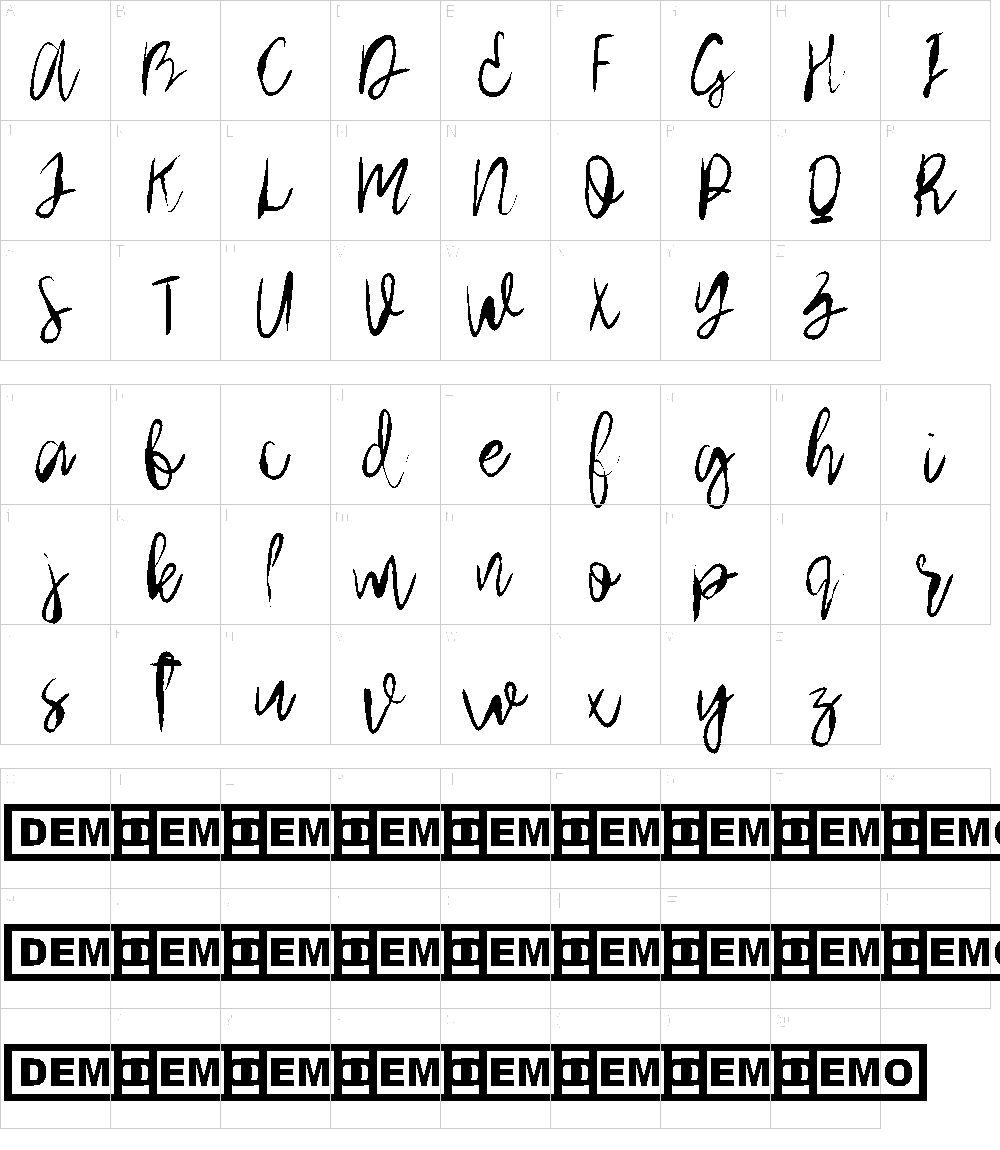 A B C D E F G H I
J K L M N O P Q R
S T U V W X Y Z
a b c d e f g h i
j k l m n o p q r
s t u v w x y z
DEMO DEMO DEMO DEMO DEMO DEMO DEMO DEMO DEMO
DEMO DEMO DEMO DEMO DEMO DEMO DEMO DEMO DEMO
DEMO DEMO DEMO DEMO DEMO DEMO DEMO DEMO